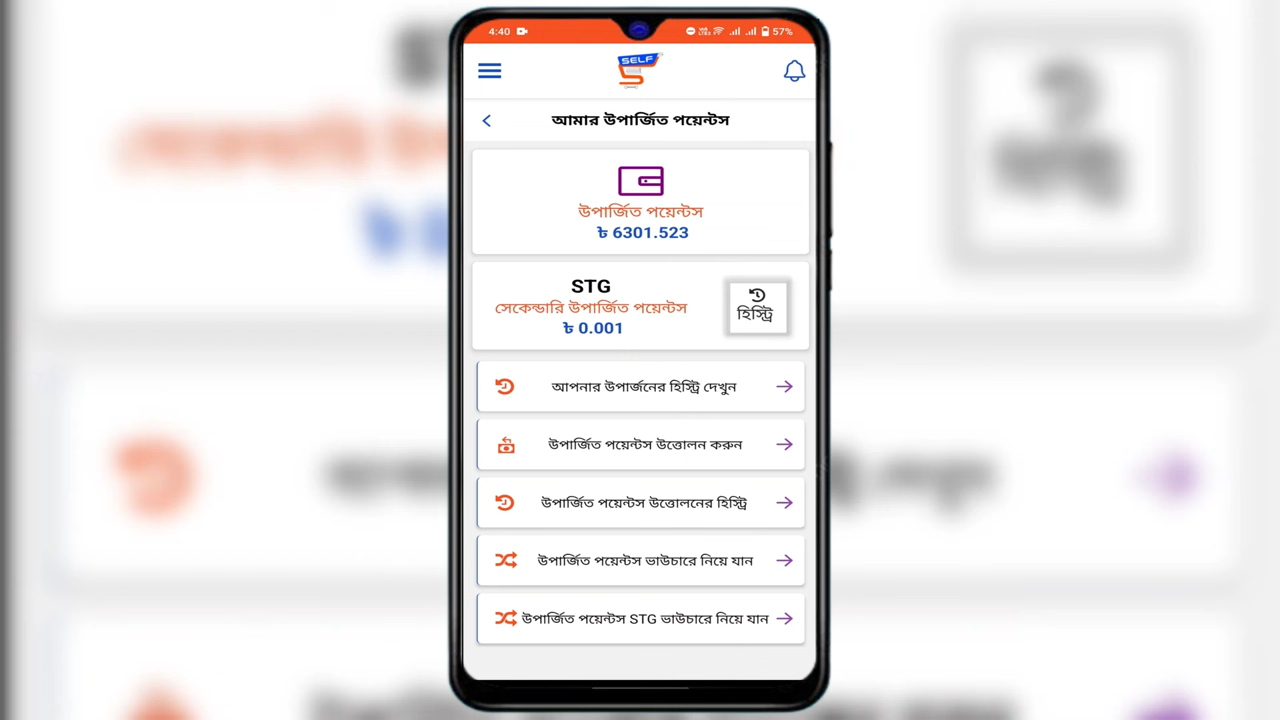 4:40
57%
SELF
আমার উপার্জিত পয়েন্টস
উপার্জিত পয়েন্টস
৳ 6301.523
STG
সেকেন্ডারি উপার্জিত পয়েন্টস
৳ 0.001
হিস্ট্রি
আপনার উপার্জনের হিস্ট্রি দেখুন
উপার্জিত পয়েন্টস উত্তোলন করুন
উপার্জিত পয়েন্টস উত্তোলনের হিস্ট্রি
উপার্জিত পয়েন্টস ভাউচারে নিয়ে যান
উপার্জিত পয়েন্টস STG ভাউচারে নিয়ে যান